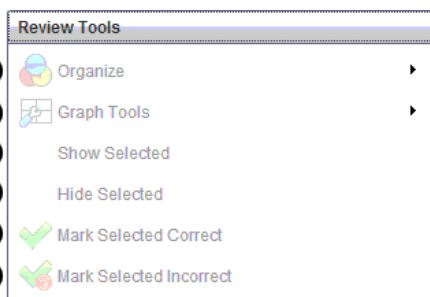 Review Tools
Organize
Graph Tools
Show Selected
Hide Selected
Mark Selected Correct
Mark Selected Incorrect